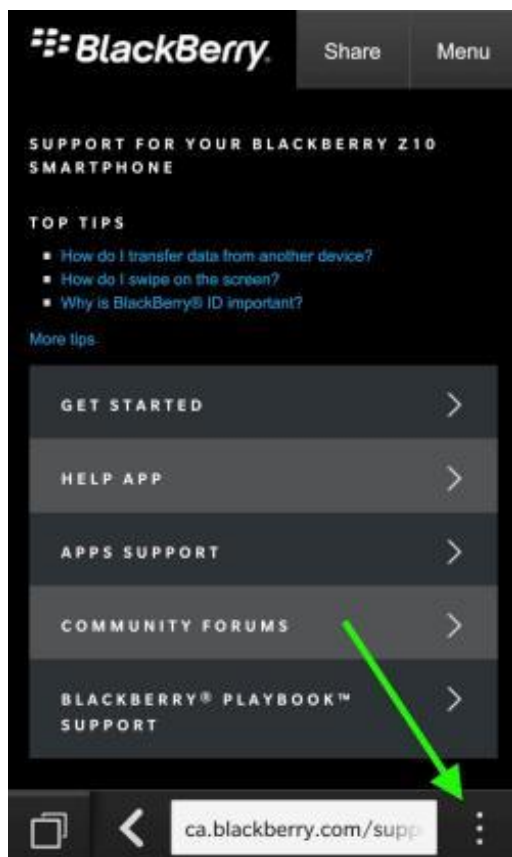 BlackBerry.
Share
Menu
SUPPORT FOR YOUR BLACKBERRY Z10
SMARTPHONE
TOP TIPS
How do I transfer data from another device?
How do I swipe on the screen?
Why is BlackBerry® ID important?
More tips
GET STARTED
HELP APP
APPS SUPPORT
COMMUNITY FORUMS
BLACKBERRY® PLAYBOOK™
SUPPORT
ca.blackberry.com/supp